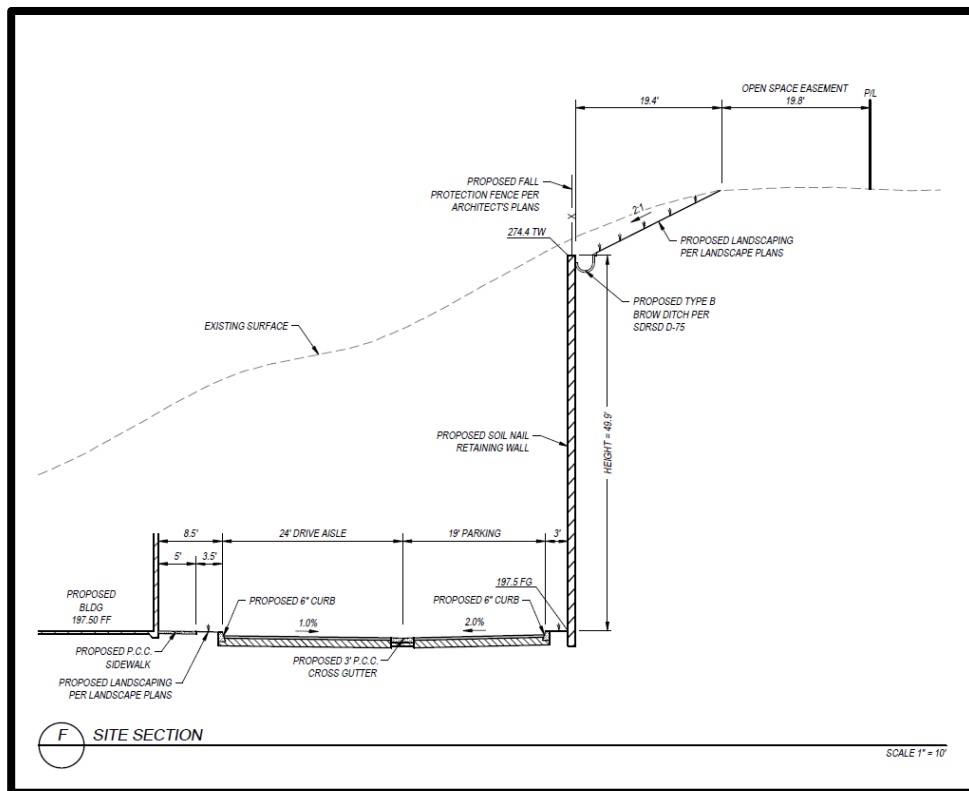 OPEN SPACE EASEMENT
P/L
19.4'
19.8'
PROPOSED FALL
PROTECTION FENCE PER
ARCHITECT'S PLANS
X
2:1
274.4 TW
PROPOSED LANDSCAPING
PER LANDSCAPE PLANS
PROPOSED TYPE B
BROW DITCH PER
SDRSD D-75
EXISTING SURFACE
PROPOSED SOIL NAIL
RETAINING WALL
HEIGHT = 49.9'
8.5'
24' DRIVE AISLE
19' PARKING
3'
5'
3.5'
197.5 FG
PROPOSED
BLDG
197.50 FF
PROPOSED 6" CURB
PROPOSED 6" CURB
1.0%
2.0%
PROPOSED P.C.C.
SIDEWALK
PROPOSED 3' P.C.C.
CROSS GUTTER
PROPOSED LANDSCAPING
PER LANDSCAPE PLANS
F
SITE SECTION
SCALE 1" = 10'